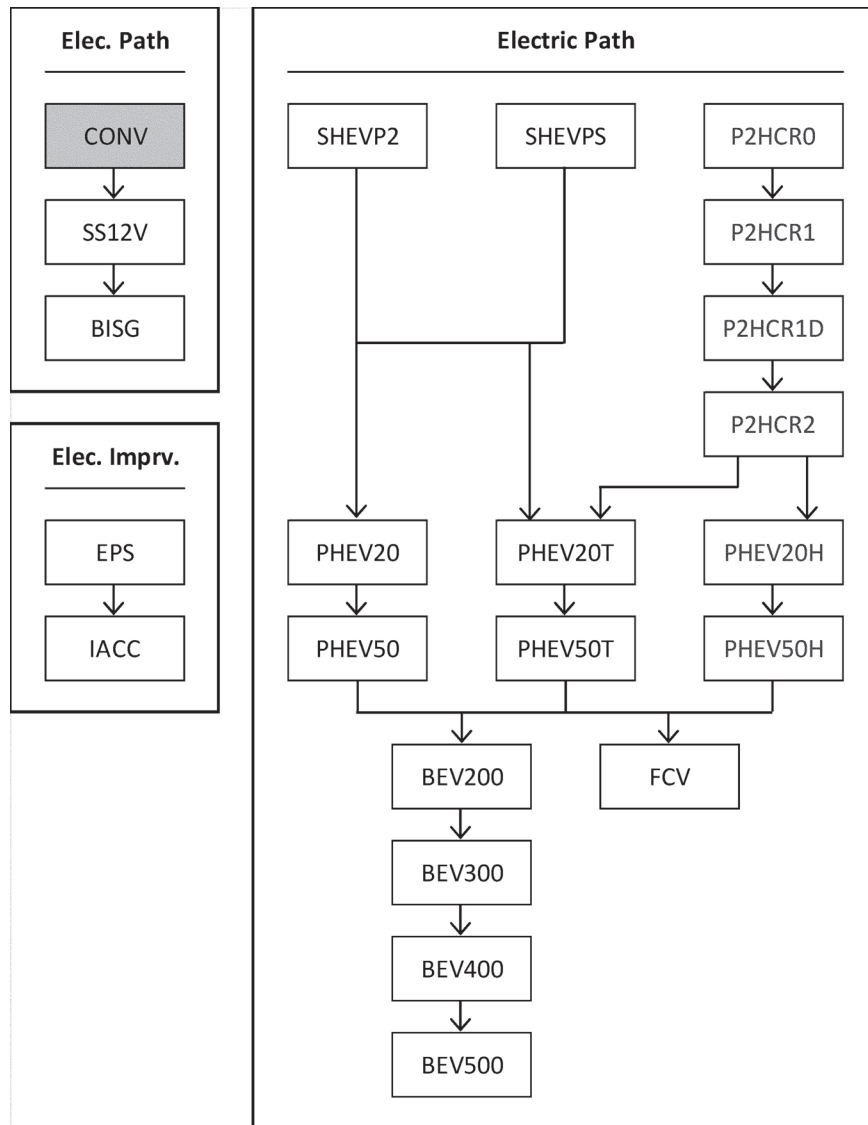 Elec. Path
CONV
SS12V
BISG
Elec. Imprv.
EPS
IACC
Electric Path
SHEVP2
SHEVPS
P2HCR0
P2HCR1
P2HCR1D
P2HCR2
PHEV20
PHEV20T
PHEV20H
PHEV50
PHEV50T
PHEV50H
BEV200
FCV
BEV300
BEV400
BEV500